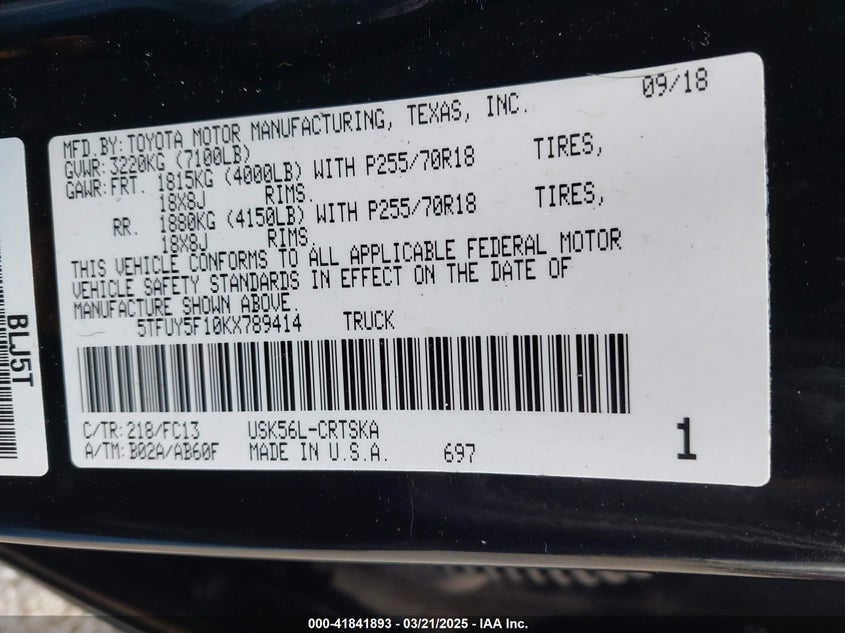 09/18
MFD.BY:TOYOTA MOTOR MANUFACTURING, TEXAS, INC.
GVWR:3220KG (7100LB)
GAWR:FRT. 1815KG (4000LB) WITH P255/70R18 TIRES,
18X8J RIMS.
RR. 1880KG (4150LB) WITH P255/70R18 TIRES,
18X8J RIMS.
THIS VEHICLE CONFORMS TO ALL APPLICABLE FEDERAL MOTOR
VEHICLE SAFETY STANDARDS IN EFFECT ON THE DATE OF
MANUFACTURE SHOWN ABOVE.
5TFUY5F10KX789414 TRUCK
C/TR:218/FC13 USK56L-CRTSKA
A/TM:B02A/AB60F MADE IN U.S.A. 697
1
BLJ5T
000-41841893 / 03/21/2025 / IAA Inc.